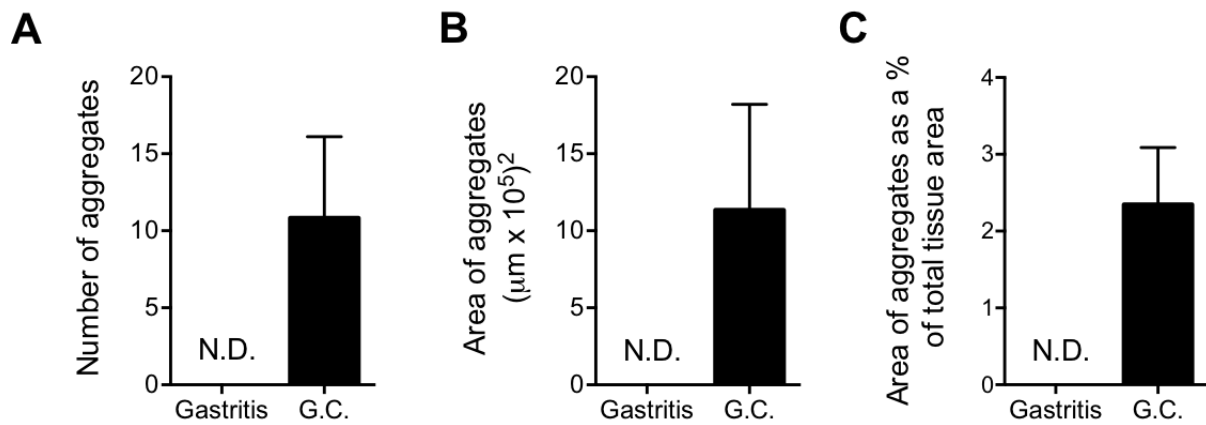 A
Number of aggregates
20
15
10
5
0
N.D.
Gastritis
G.C.
B
Area of aggregates
(μm x 10⁵)²
20
15
10
5
0
N.D.
Gastritis
G.C.
C
Area of aggregates as a %
of total tissue area
4
3
2
1
0
N.D.
Gastritis
G.C.